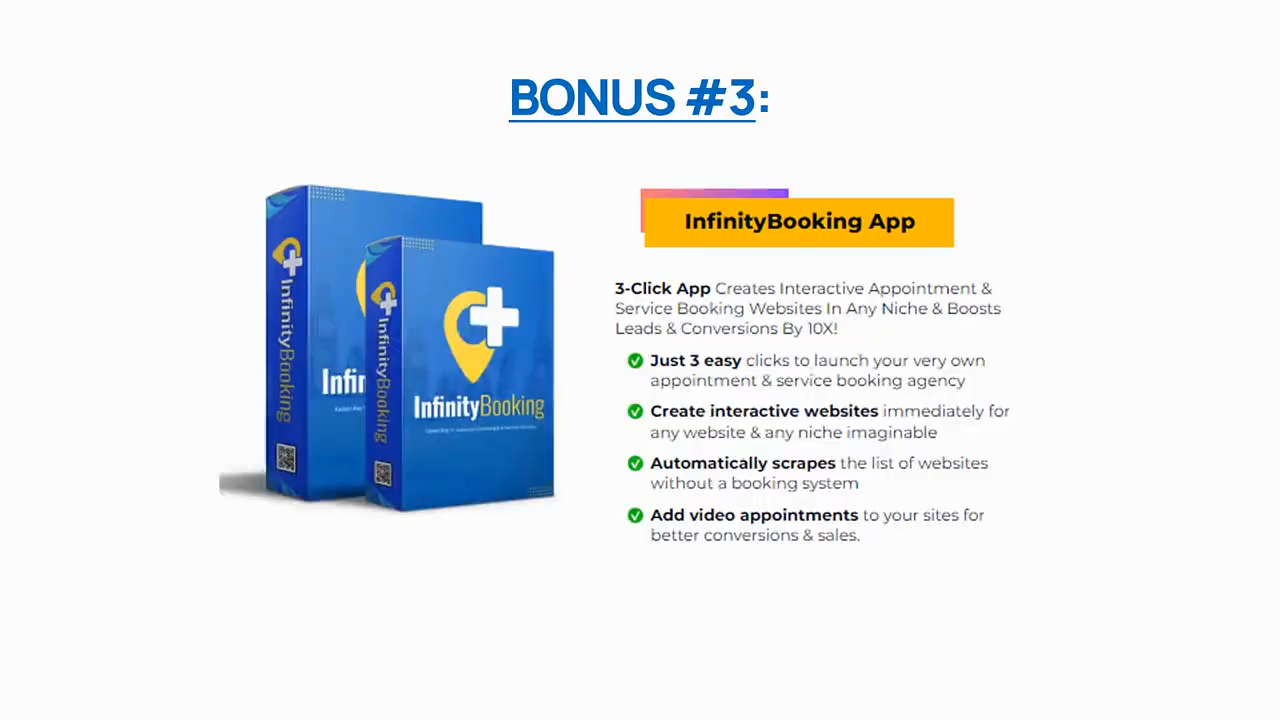 BONUS #3:
InfinityBooking App
3-Click App Creates Interactive Appointment &
Service Booking Websites In Any Niche & Boosts
Leads & Conversions By 10X!
Just 3 easy clicks to launch your very own
appointment & service booking agency
Create interactive websites immediately for
any website & any niche imaginable
Automatically scrapes the list of websites
without a booking system
Add video appointments to your sites for
better conversions & sales.
InfinityBooking
Infin
InfinityBooking
InfinityBooking